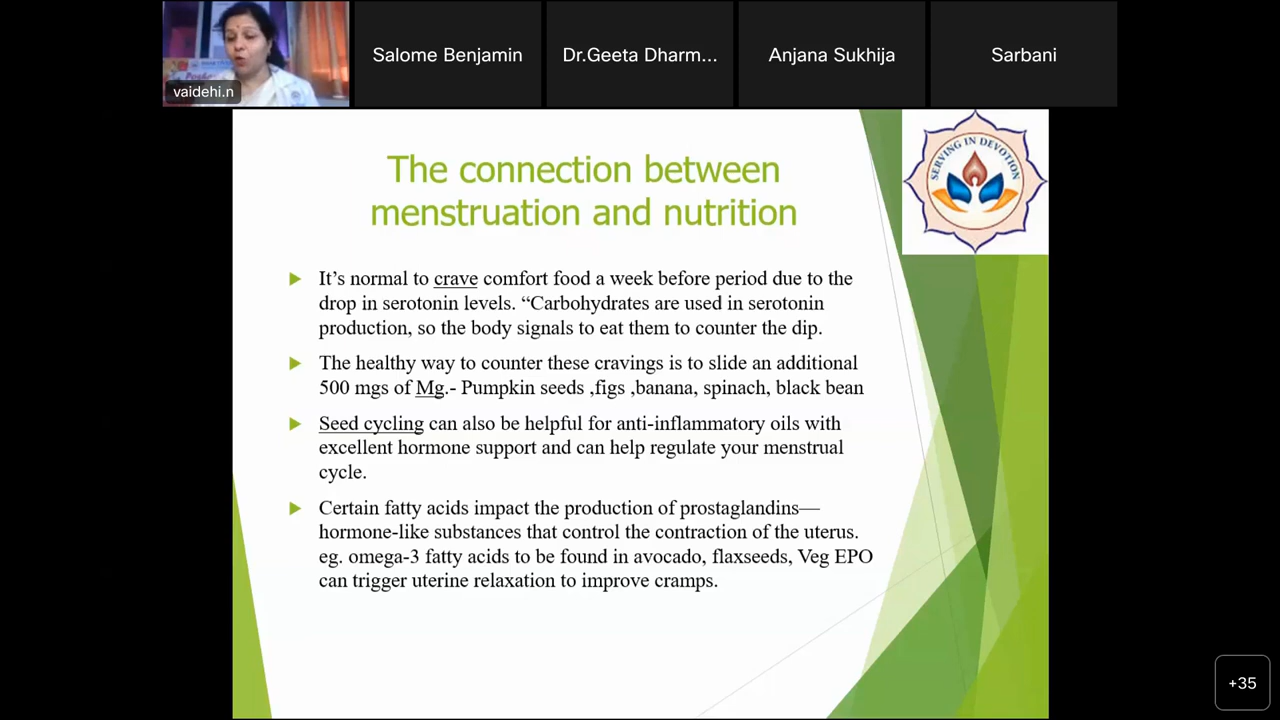 vaidehi.n
Salome Benjamin
Dr.Geeta Dharm...
Anjana Sukhija
Sarbani
SERVING IN DEVOTION
The connection between
menstruation and nutrition
It's normal to crave comfort food a week before period due to the
drop in serotonin levels. “Carbohydrates are used in serotonin
production, so the body signals to eat them to counter the dip.
The healthy way to counter these cravings is to slide an additional
500 mgs of Mg.- Pumpkin seeds ,figs ,banana, spinach, black bean
Seed cycling can also be helpful for anti-inflammatory oils with
excellent hormone support and can help regulate your menstrual
cycle.
Certain fatty acids impact the production of prostaglandins—
hormone-like substances that control the contraction of the uterus.
eg. omega-3 fatty acids to be found in avocado, flaxseeds, Veg EPO
can trigger uterine relaxation to improve cramps.
+35